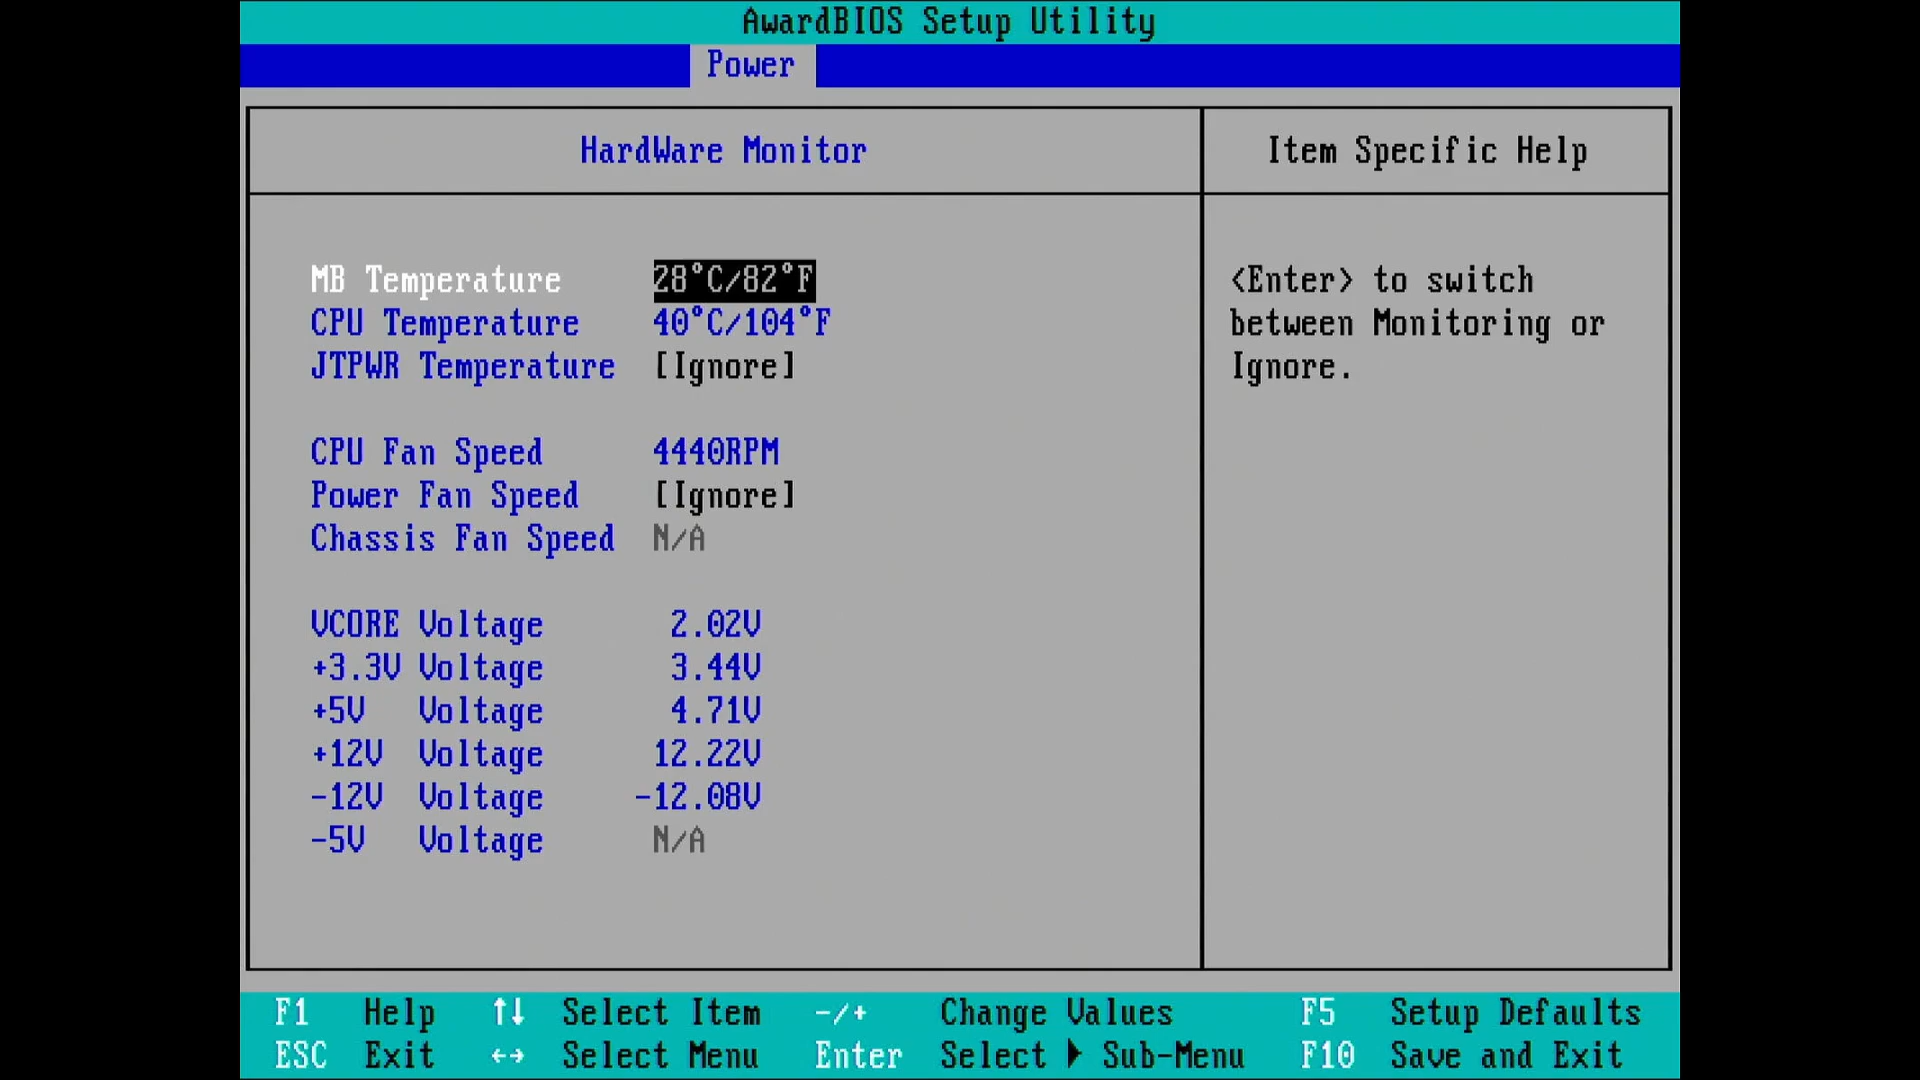 AwardBIOS Setup Utility
Power
HardWare Monitor
Item Specific Help
MB Temperature 28°C/82°F
CPU Temperature 40°C/104°F
JTPWR Temperature [Ignore]
CPU Fan Speed 4440RPM
Power Fan Speed [Ignore]
Chassis Fan Speed N/A
VCORE Voltage 2.02V
+3.3V Voltage 3.44V
+5V Voltage 4.71V
+12V Voltage 12.22V
-12V Voltage -12.08V
-5V Voltage N/A
<Enter> to switch
between Monitoring or
Ignore.
F1 Help ↑↓ Select Item -/+ Change Values F5 Setup Defaults
ESC Exit ↔ Select Menu Enter Select ▶ Sub-Menu F10 Save and Exit